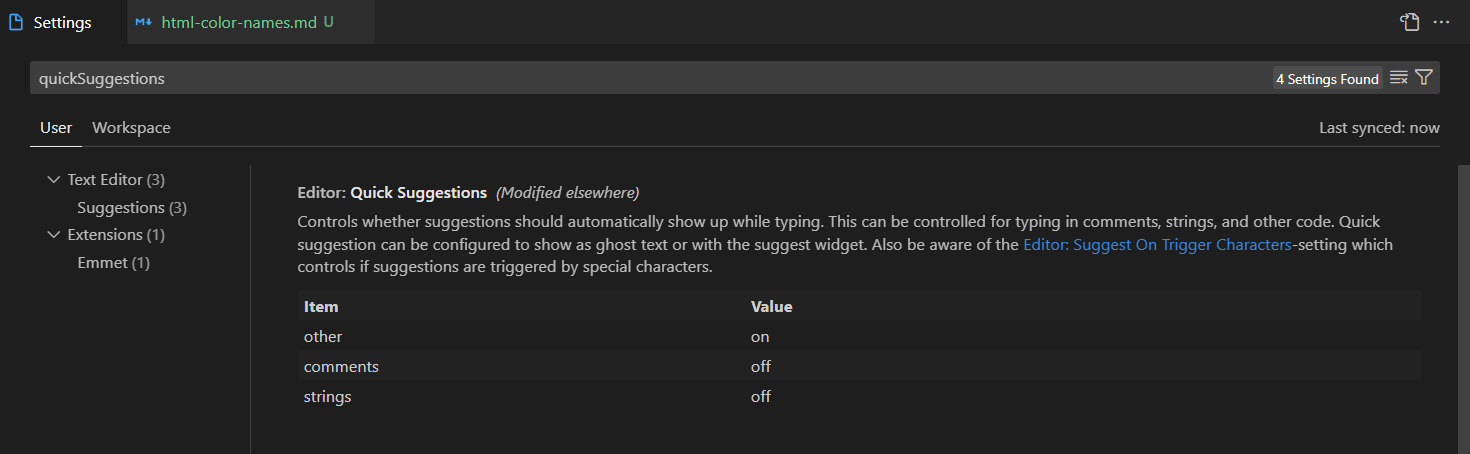 Settings
html-color-names.md U
quickSuggestions
4 Settings Found
User Workspace
Last synced: now
Text Editor (3)
Suggestions (3)
Extensions (1)
Emmet (1)
Editor: Quick Suggestions (Modified elsewhere)
Controls whether suggestions should automatically show up while typing. This can be controlled for typing in comments, strings, and other code. Quick
suggestion can be configured to show as ghost text or with the suggest widget. Also be aware of the Editor: Suggest On Trigger Characters-setting which
controls if suggestions are triggered by special characters.
Item Value
other on
comments off
strings off